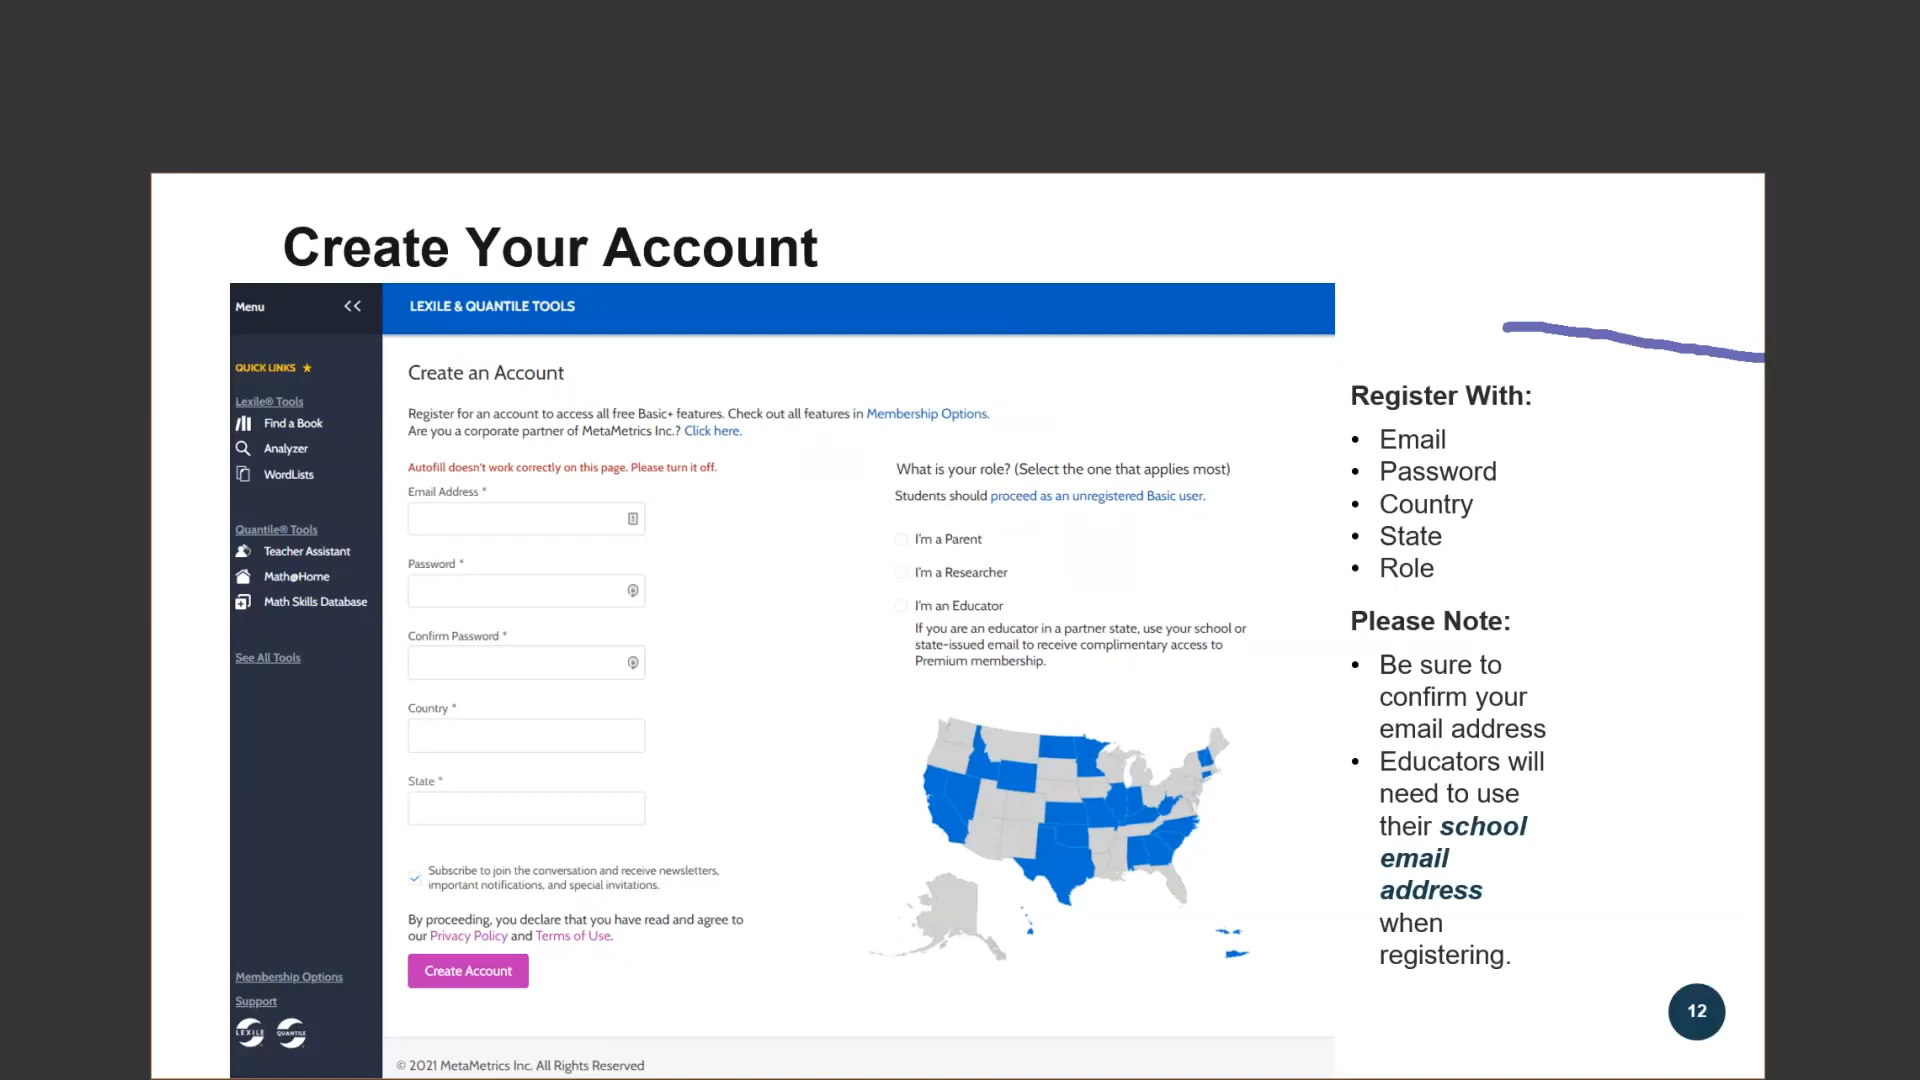 Create Your Account
Menu
LEXILE & QUANTILE TOOLS
QUICK LINKS
Lexile® Tools
Find a Book
Analyzer
WordLists
Quantile® Tools
Teacher Assistant
Math@Home
Math Skills Database
See All Tools
Membership Options
Support
LEXILE
QUANTILE
Create an Account
Register for an account to access all free Basic+ features. Check out all features in Membership Options.
Are you a corporate partner of MetaMetrics Inc.? Click here.
Autofill doesn't work correctly on this page. Please turn it off.
Email Address *
Password *
Confirm Password *
Country *
State *
Subscribe to join the conversation and receive newsletters,
important notifications, and special invitations.
By proceeding, you declare that you have read and agree to
our Privacy Policy and Terms of Use.
Create Account
What is your role? (Select the one that applies most)
Students should proceed as an unregistered Basic user.
I'm a Parent
I'm a Researcher
I'm an Educator
If you are an educator in a partner state, use your school or
state-issued email to receive complimentary access to
Premium membership.
© 2021 MetaMetrics Inc. All Rights Reserved
Register With:
• Email
• Password
• Country
• State
• Role
Please Note:
• Be sure to
confirm your
email address
• Educators will
need to use
their school
email
address
when
registering.
12